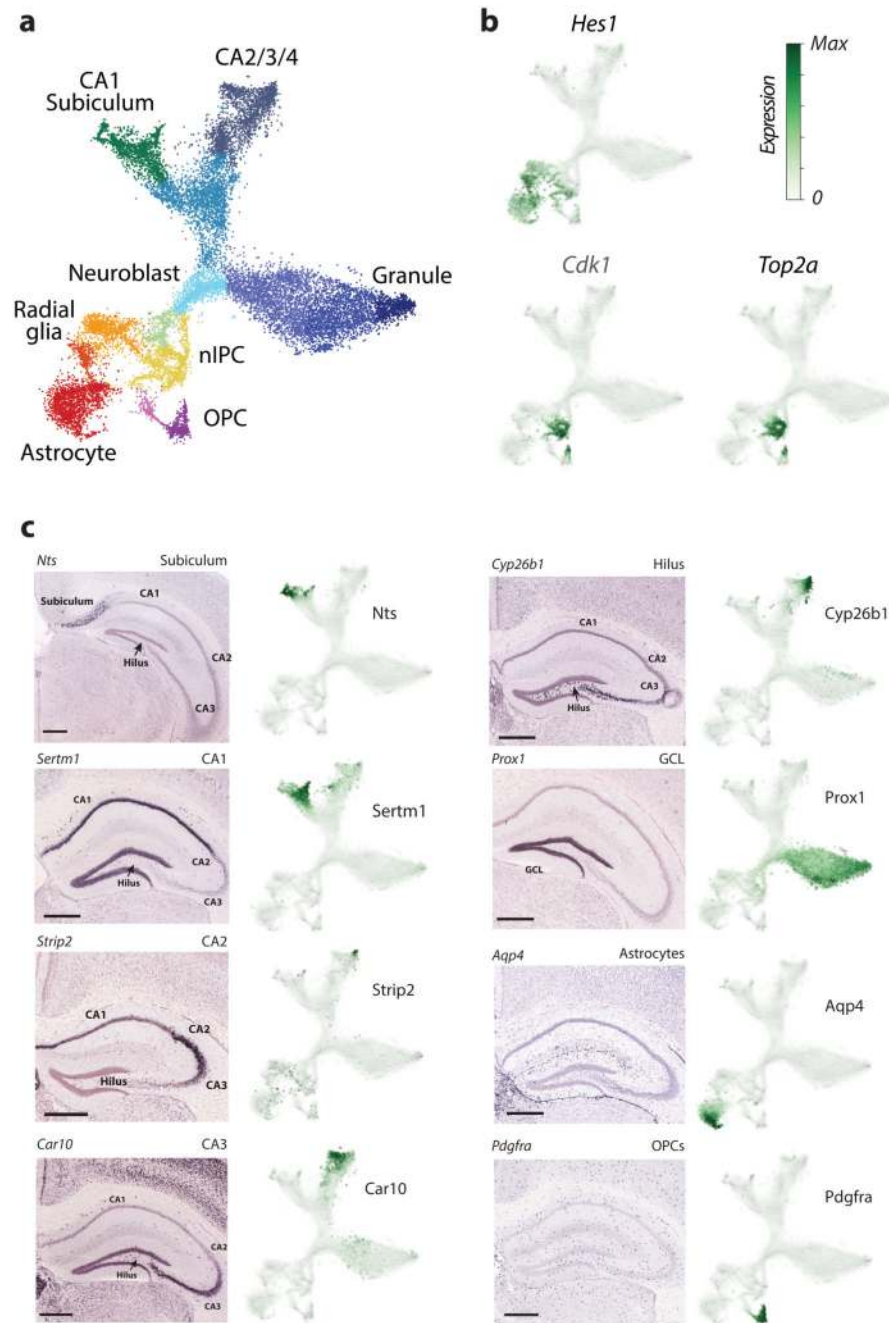 a
CA2/3/4
CA1
Subiculum
Neuroblast
Granule
Radial
glia
nIPC
OPC
Astrocyte
b
Hes1
Max
Expression
0
Cdk1
Top2a
c
Nts
Subiculum
Subiculum
CA1
Hilus
CA2
CA3
Nts
Cyp26b1
Hilus
CA1
CA2
CA3
Hilus
Cyp26b1
Sertm1
CA1
CA1
CA2
Hilus
CA3
Sertm1
Prox1
GCL
GCL
Prox1
Strip2
CA2
CA1
CA2
Hilus
CA3
Strip2
Aqp4
Astrocytes
Aqp4
Car10
CA3
CA1
CA2
Hilus
CA3
Car10
Pdgfra
OPCs
Pdgfra